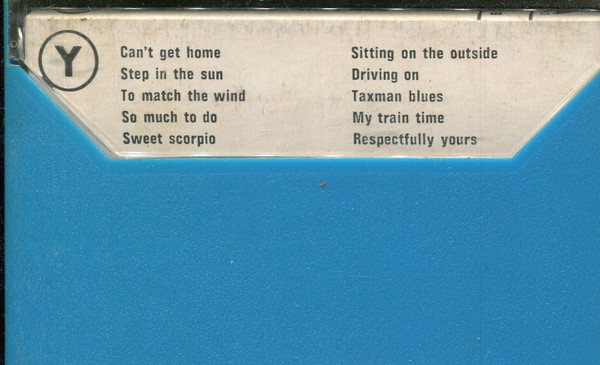 Y
Can't get home
Step in the sun
To match the wind
So much to do
Sweet scorpio
Sitting on the outside
Driving on
Taxman blues
My train time
Respectfully yours